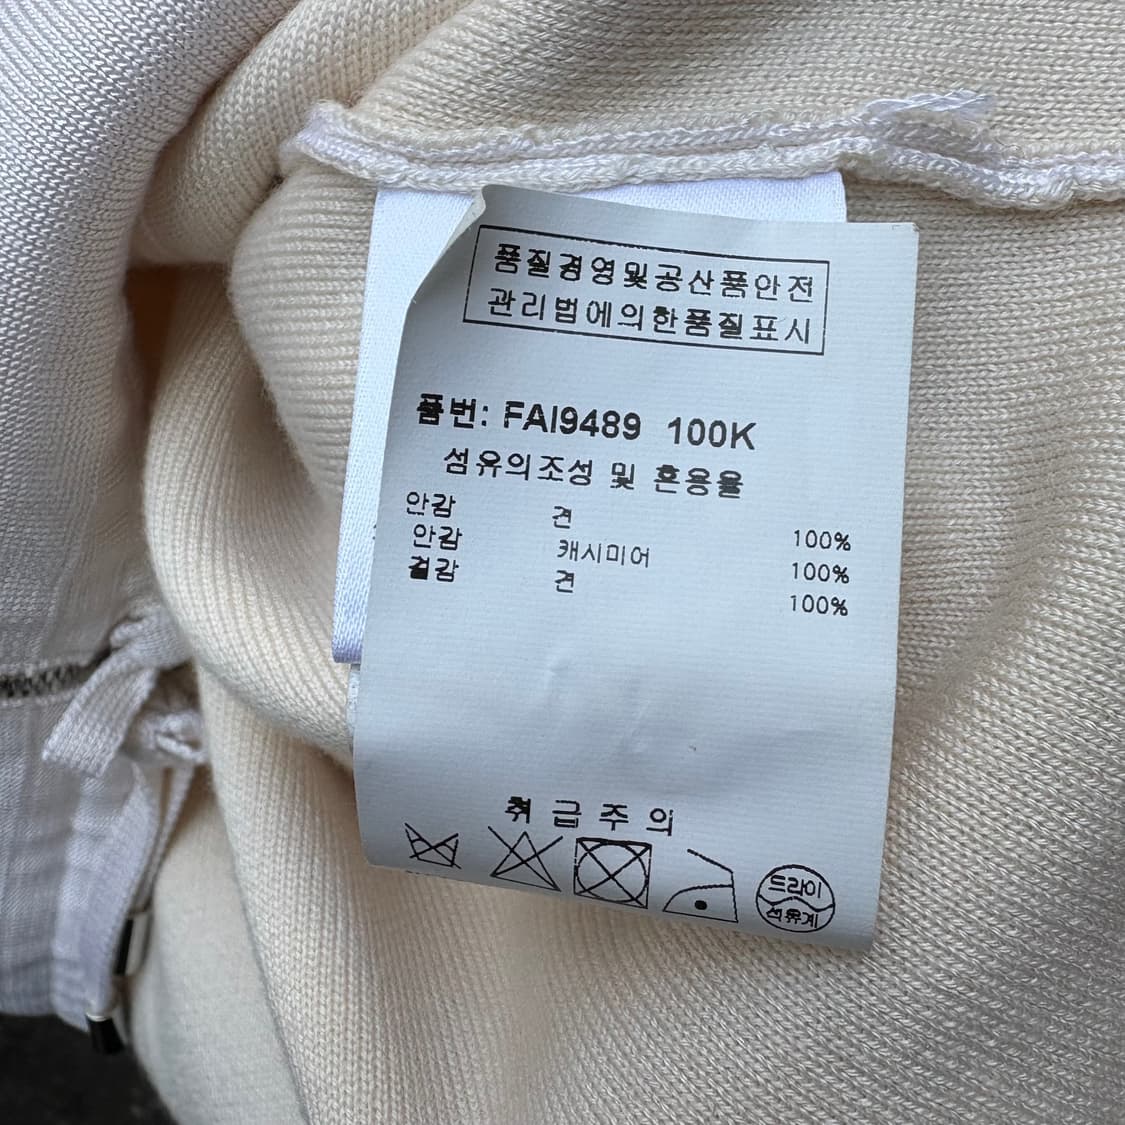 품질경영및공산품안전
관리법에의한품질표시
품번: FAI9489 100K
섬유의조성 및 혼용율
안감 견 100%
안감 캐시미어 100%
겉감 견 100%
취급주의
드라이
석유계